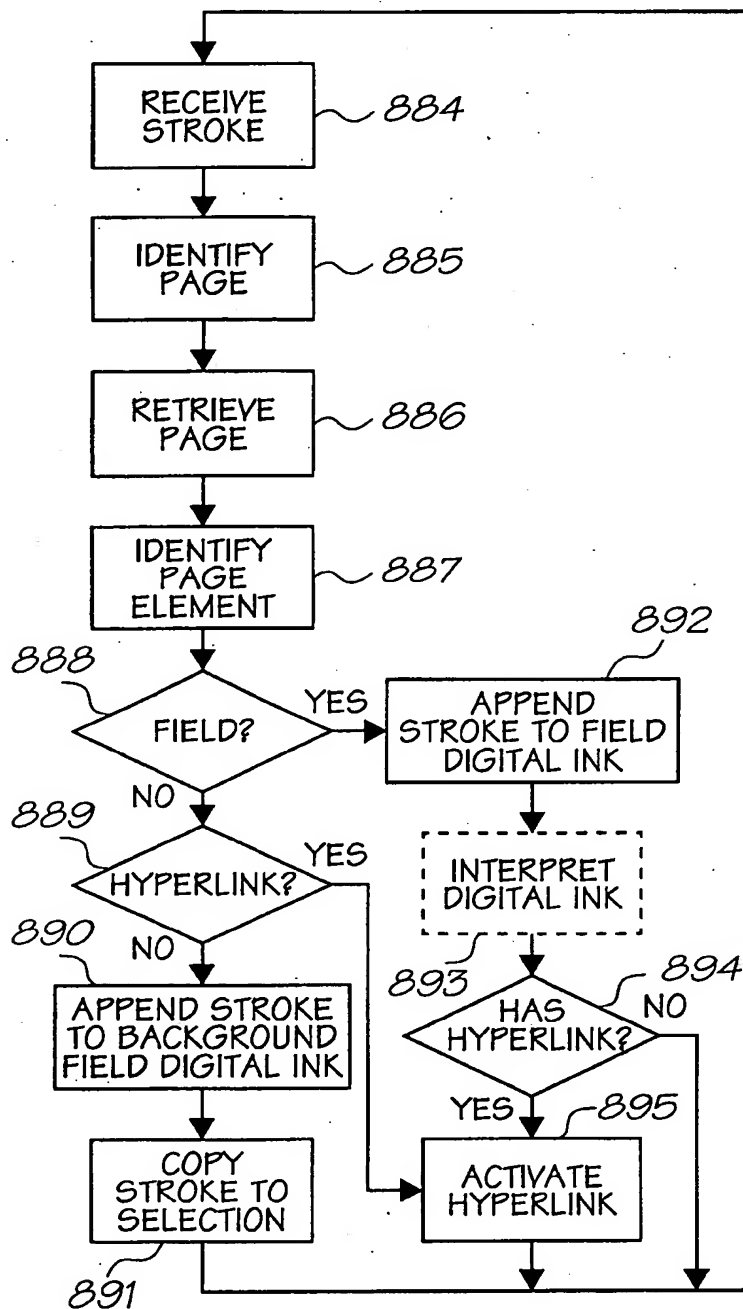 RECEIVE
STROKE
884
IDENTIFY
PAGE
885
RETRIEVE
PAGE
886
IDENTIFY
PAGE
ELEMENT
887
888
FIELD?
YES
NO
892
APPEND
STROKE TO FIELD
DIGITAL INK
889
HYPERLINK?
YES
NO
INTERPRET
DIGITAL INK
893
890
APPEND STROKE
TO BACKGROUND
FIELD DIGITAL INK
894
HAS
HYPERLINK?
NO
YES
895
COPY
STROKE TO
SELECTION
891
ACTIVATE
HYPERLINK